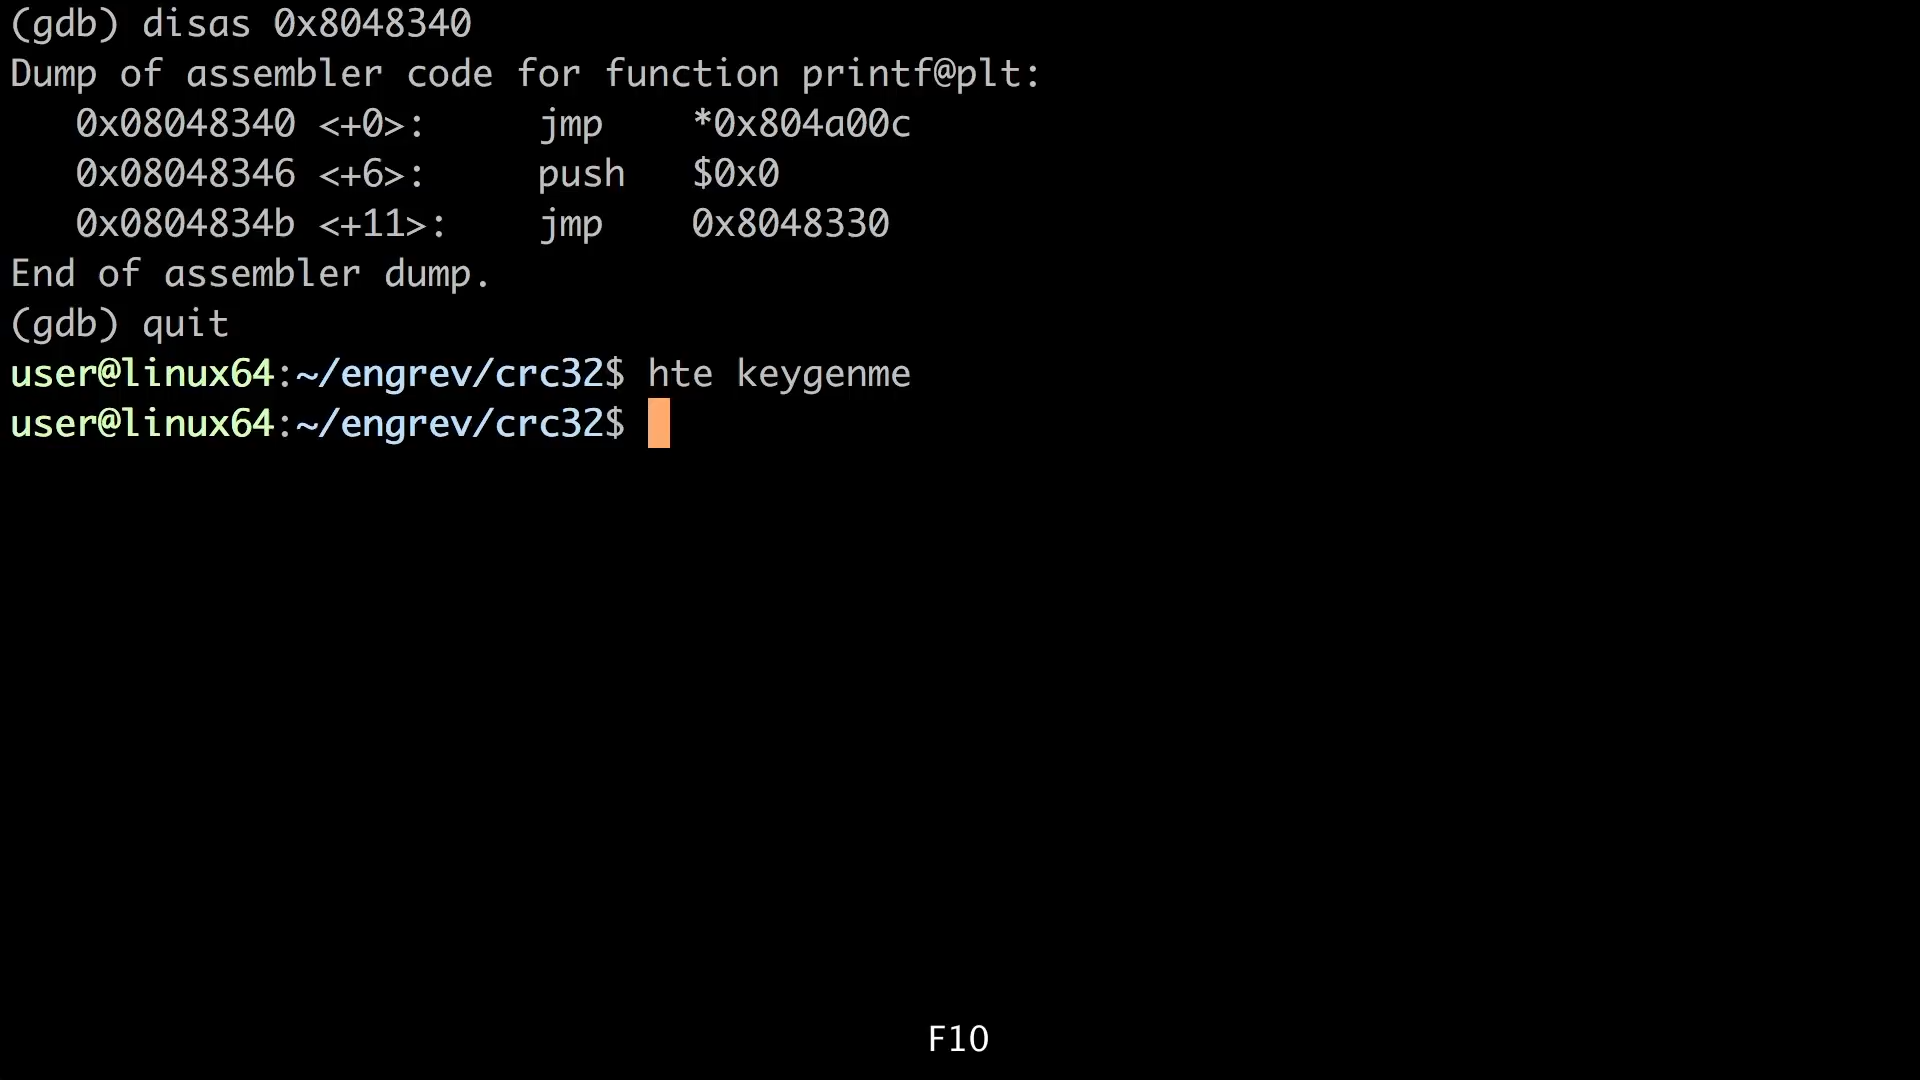 (gdb) disas 0x8048340
Dump of assembler code for function printf@plt:
   0x08048340 <+0>:     jmp    *0x804a00c
   0x08048346 <+6>:     push   $0x0
   0x0804834b <+11>:    jmp    0x8048330
End of assembler dump.
(gdb) quit
user@linux64:~/engrev/crc32$ hte keygenme
user@linux64:~/engrev/crc32$
F10